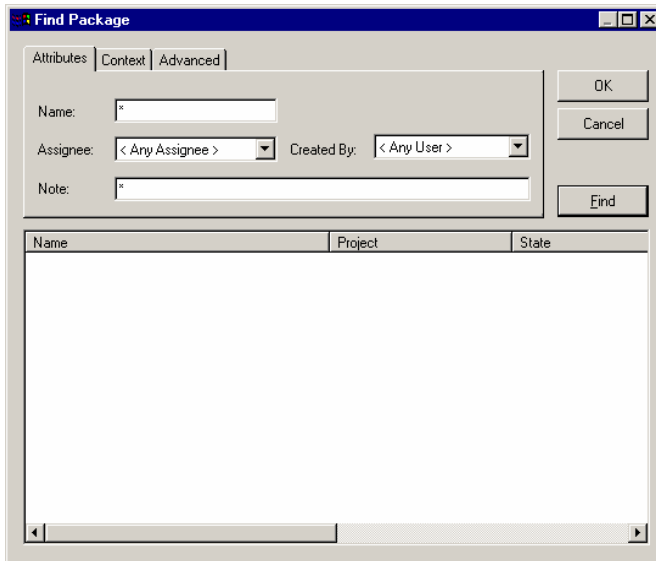 Find Package
Attributes Context Advanced
OK
Name: *
Cancel
Assignee: < Any Assignee > Created By: < Any User >
Note: *
Find
Name Project State